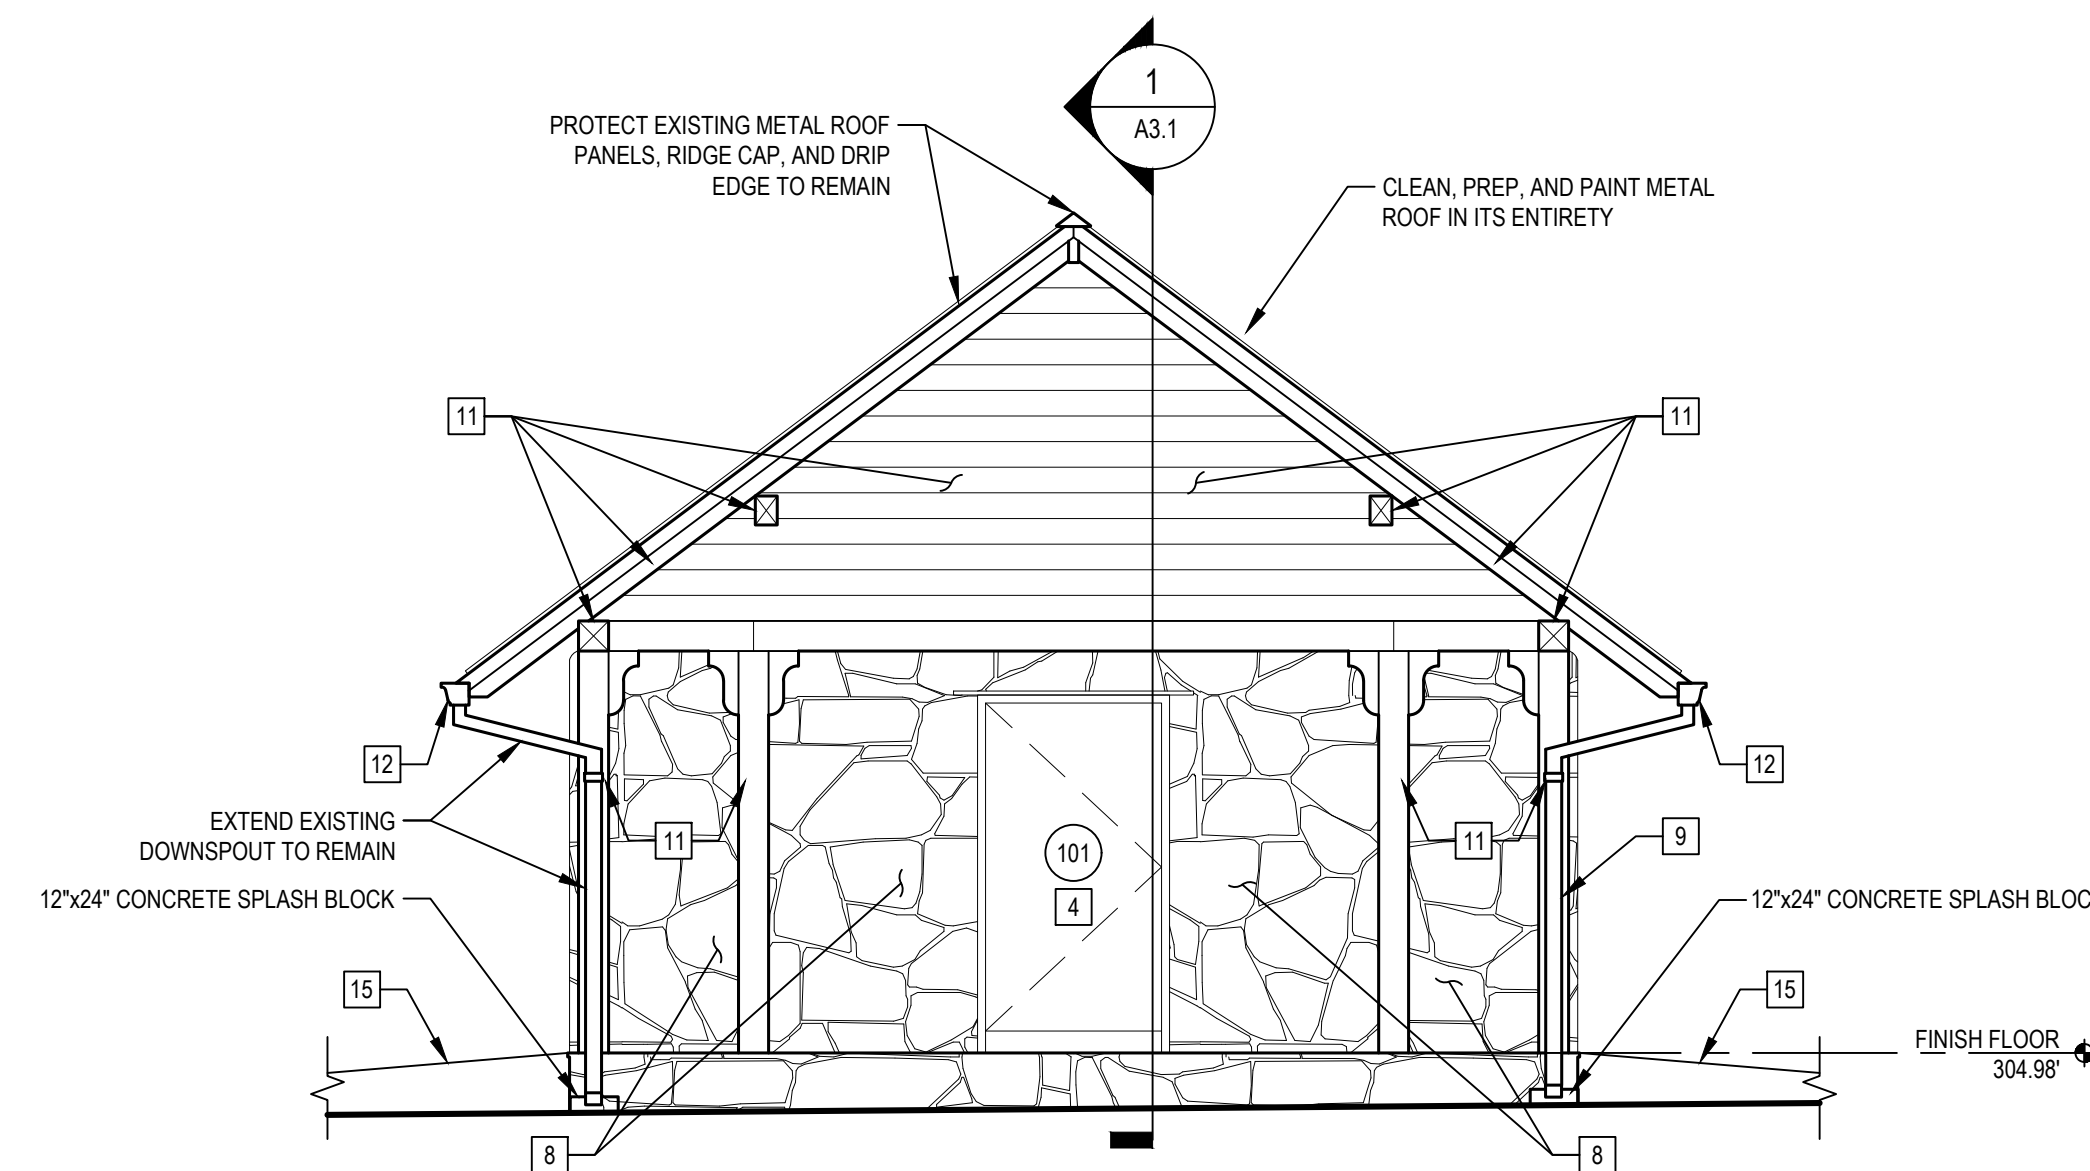 1
A3.1
PROTECT EXISTING METAL ROOF
PANELS, RIDGE CAP, AND DRIP
EDGE TO REMAIN
CLEAN, PREP, AND PAINT METAL
ROOF IN ITS ENTIRETY
11
11
12
12
EXTEND EXISTING
DOWNSPOUT TO REMAIN
11
101
4
11
9
12"x24" CONCRETE SPLASH BLOCK
12"x24" CONCRETE SPLASH BLOC
15
15
FINISH FLOOR
304.98'
8
8